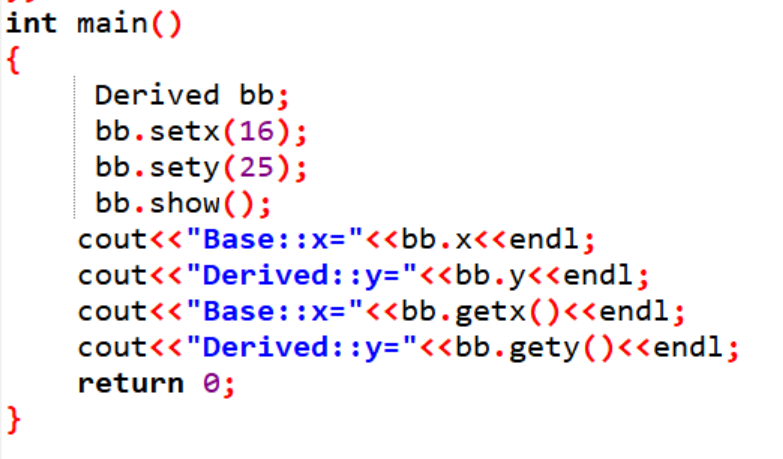 int main()
{
Derived bb;
bb.setx(16);
bb.sety(25);
bb.show();
cout<<"Base::x="<<bb.x<<endl;
cout<<"Derived::y="<<bb.y<<endl;
cout<<"Base::x="<<bb.getx()<<endl;
cout<<"Derived::y="<<bb.gety()<<endl;
return 0;
}